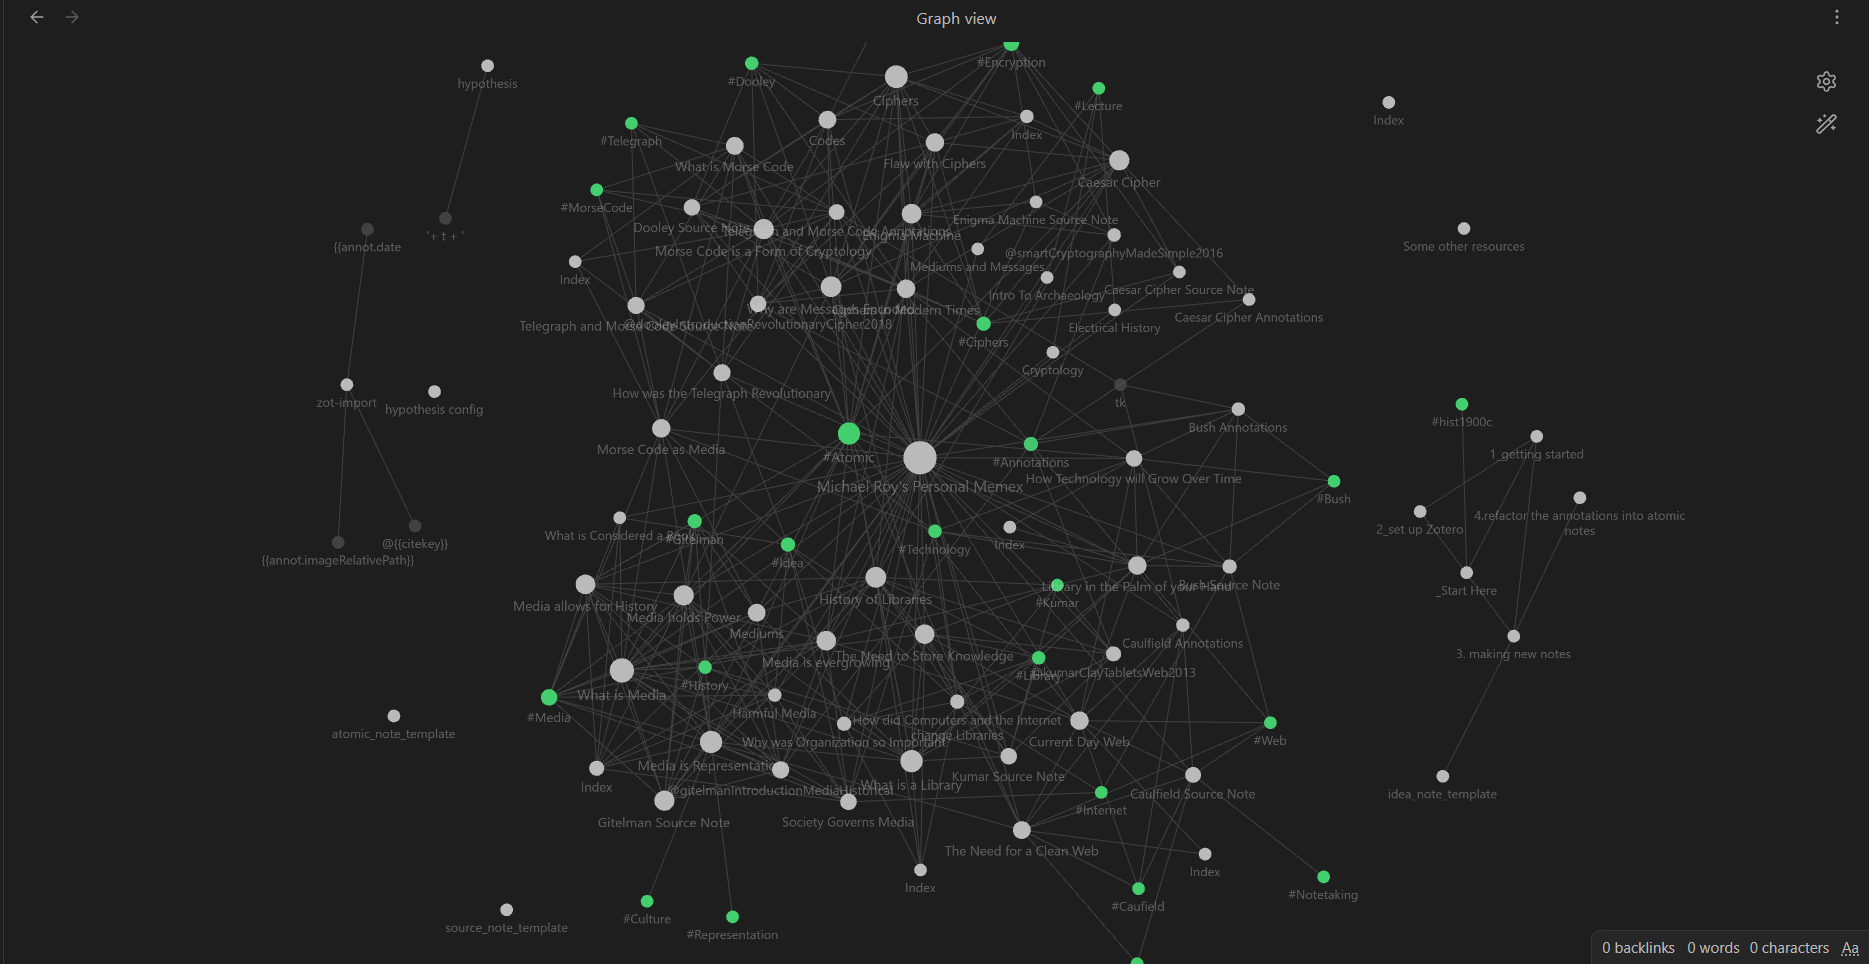 Graph view
#Encryption
hypothesis
#Dooley
Ciphers
#Lecture
Index
Codes
Index
#Telegraph
What is Morse Code
Flaw with Ciphers
Caesar Cipher
#MorseCode
Dooley Source Note
Telegraph and Morse Code Annotations
Enigma Machine
Enigma Machine Source Note
{{annot.date
'+ t + '
Morse Code is a Form of Cryptology
@smartCryptographyMadeSimple2016
Some other resources
Index
Mediums and Messages
Intro To Archaeology
Caesar Cipher Source Note
Why are Messages Encoded
Ciphers in Modern Times
Caesar Cipher Annotations
Telegraph and Morse Code Source Note
@dooleyIntroductionRevolutionaryCipher2018
#Ciphers
Electrical History
Cryptology
zot-import
hypothesis config
How was the Telegraph Revolutionary
tk
#hist1900c
Morse Code as Media
#Atomic
#Annotations
Bush Annotations
1_getting started
Michael Roy's Personal Memex
How Technology will Grow Over Time
#Bush
What is Considered a
#Gitelman
#Idea
#Technology
Index
2_set up Zotero
4.refactor the annotations into atomic
notes
@{{citekey}}
{{annot.imageRelativePath}}
Media allows for History
Media holds Power
History of Libraries
#Kumar
Library in the Palm of your Hand
Bush Source Note
_Start Here
Mediums
Media is evergrowing
The Need to Store Knowledge
Caulfield Annotations
3. making new notes
#History
#Library
@kumarClayTabletsWeb2013
What is Media
#Media
Harmful Media
How did Computers and the Internet
change Libraries
atomic_note_template
Why was Organization so Important
Current Day Web
#Web
Media is Representation
Index
@gitelmanIntroductionMediaHistorical
What is a Library
Kumar Source Note
Caulfield Source Note
idea_note_template
Gitelman Source Note
Society Governs Media
#Internet
The Need for a Clean Web
Index
Index
#Notetaking
#Caufield
source_note_template
#Culture
#Representation
0 backlinks 0 words 0 characters Aa